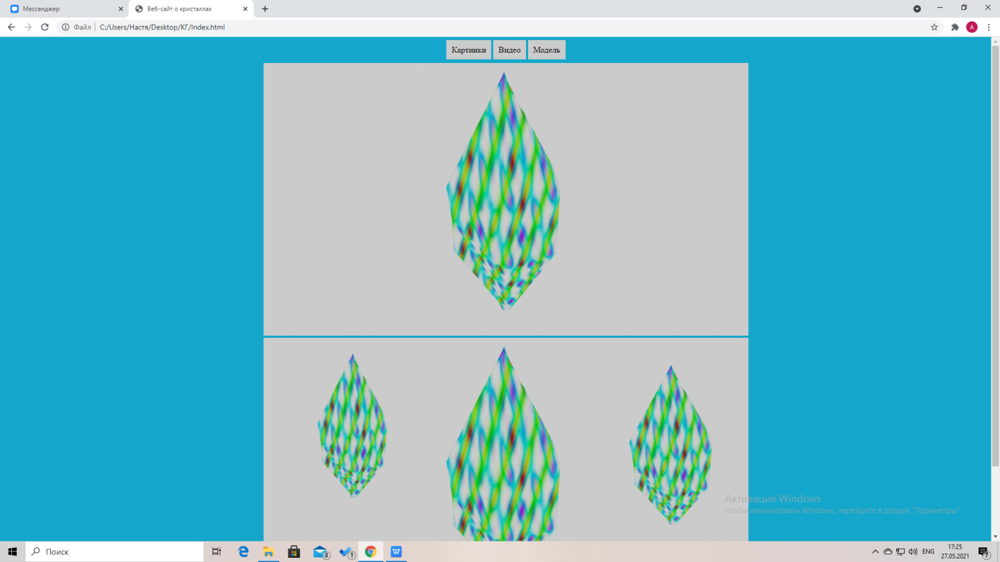 Мессенджер
Веб-сайт о кристаллах
Файл
C:/Users/Настя/Desktop/КГ/Index.html
А
Картинки
Видео
Модель
Активация Windows
Чтобы активировать Windows, перейдите в раздел "Параметры".
Поиск
3
1
W
ENG
17:25
27.05.2021
7